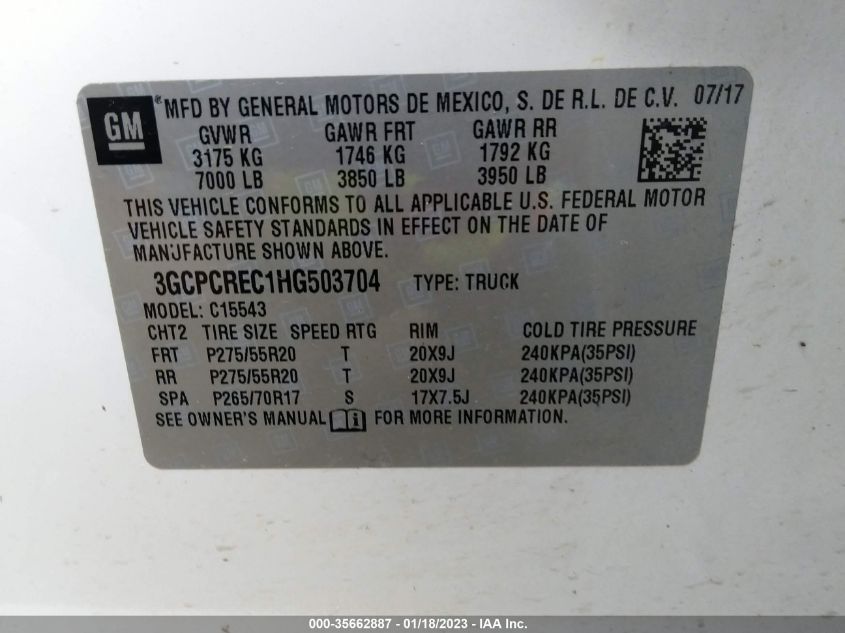 GM ® MFD BY GENERAL MOTORS DE MEXICO, S. DE R.L. DE C.V. 07/17
GVWR GAWR FRT GAWR RR
3175 KG 1746 KG 1792 KG
7000 LB 3850 LB 3950 LB
THIS VEHICLE CONFORMS TO ALL APPLICABLE U.S. FEDERAL MOTOR
VEHICLE SAFETY STANDARDS IN EFFECT ON THE DATE OF
MANUFACTURE SHOWN ABOVE.
3GCPCREC1HG503704 TYPE: TRUCK
MODEL: C15543
CHT2 TIRE SIZE SPEED RTG RIM COLD TIRE PRESSURE
FRT P275/55R20 T 20X9J 240KPA(35PSI)
RR P275/55R20 T 20X9J 240KPA(35PSI)
SPA P265/70R17 S 17X7.5J 240KPA(35PSI)
SEE OWNER'S MANUAL i FOR MORE INFORMATION.
000-35662887 - 01/18/2023 - IAA Inc.